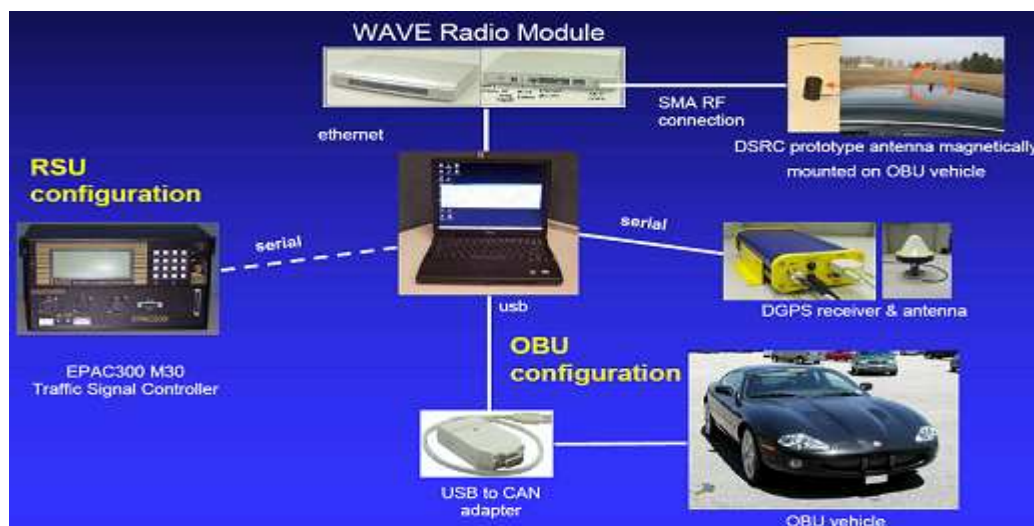 WAVE Radio Module
ethernet
SMA RF
connection
DSRC prototype antenna magnetically
mounted on OBU vehicle
RSU
configuration
serial
serial
EPAC300
usb
DGPS receiver & antenna
EPAC300 M30
Traffic Signal Controller
OBU
configuration
USB to CAN
adapter
OBU vehicle